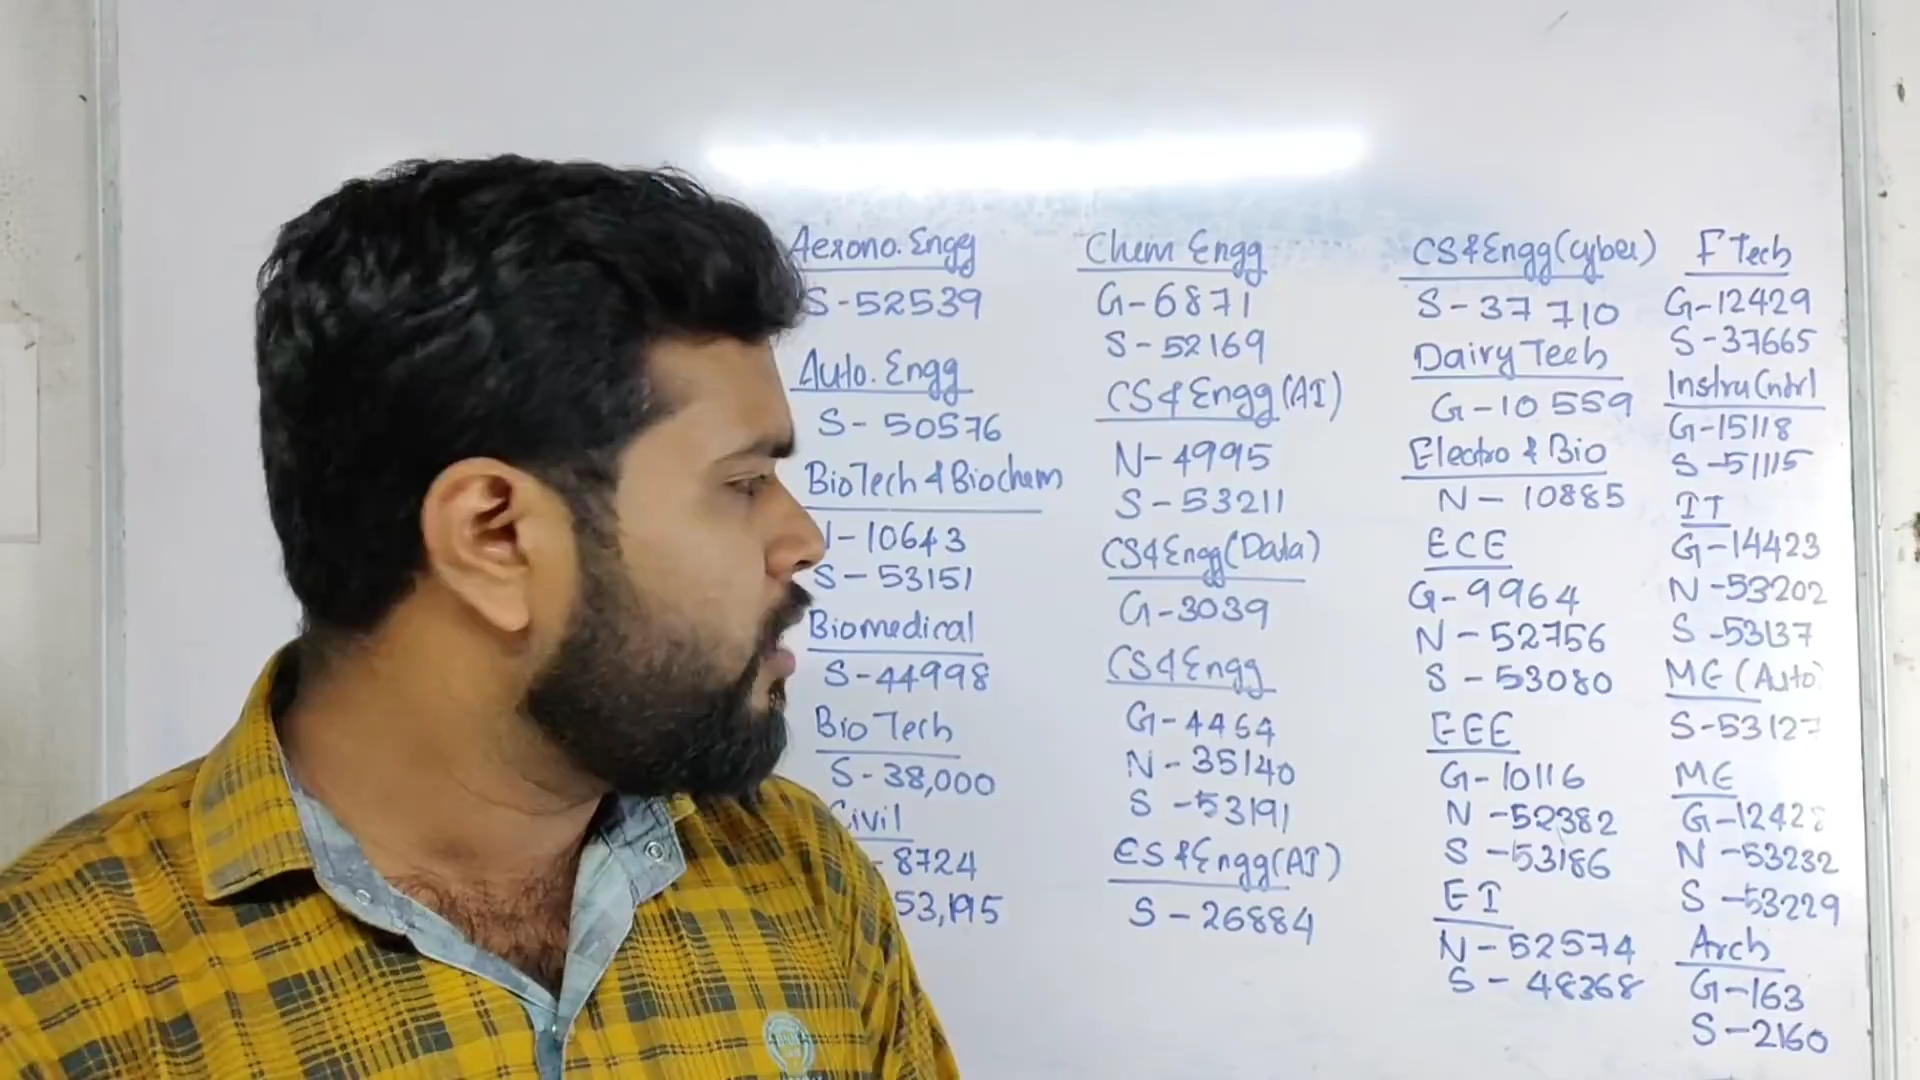 Aerono. Engg
S-52539
Auto. Engg
S- 50576
BioTech & Biochem
-10643
S-53151
Biomedical
S-44998
Bio Tech
S-38,000
Civil
-8724
53,195
Chem Engg
G-6871
S-52169
CS & Engg (AI)
N-4995
S-53211
CS & Engg (Data)
G-3039
CS & Engg
G-4464
N-35140
S-53191
CS & Engg (AI)
S-26884
CS & Engg (Cyber)
S-37710
Dairy Tech
G-10559
Electro & Bio
N-10885
ECE
G-9964
N-52756
S-53080
EEE
G-10116
N-52382
S-53186
EI
N-52574
S-48368
F Tech
G-12429
S-37665
Instru Cntrl
G-15118
S-51115
IT
G-14423
N-53202
S-53137
ME (Auto)
S-53127
ME
G-1242
N-53232
S-53229
Arch
G-163
S-2160